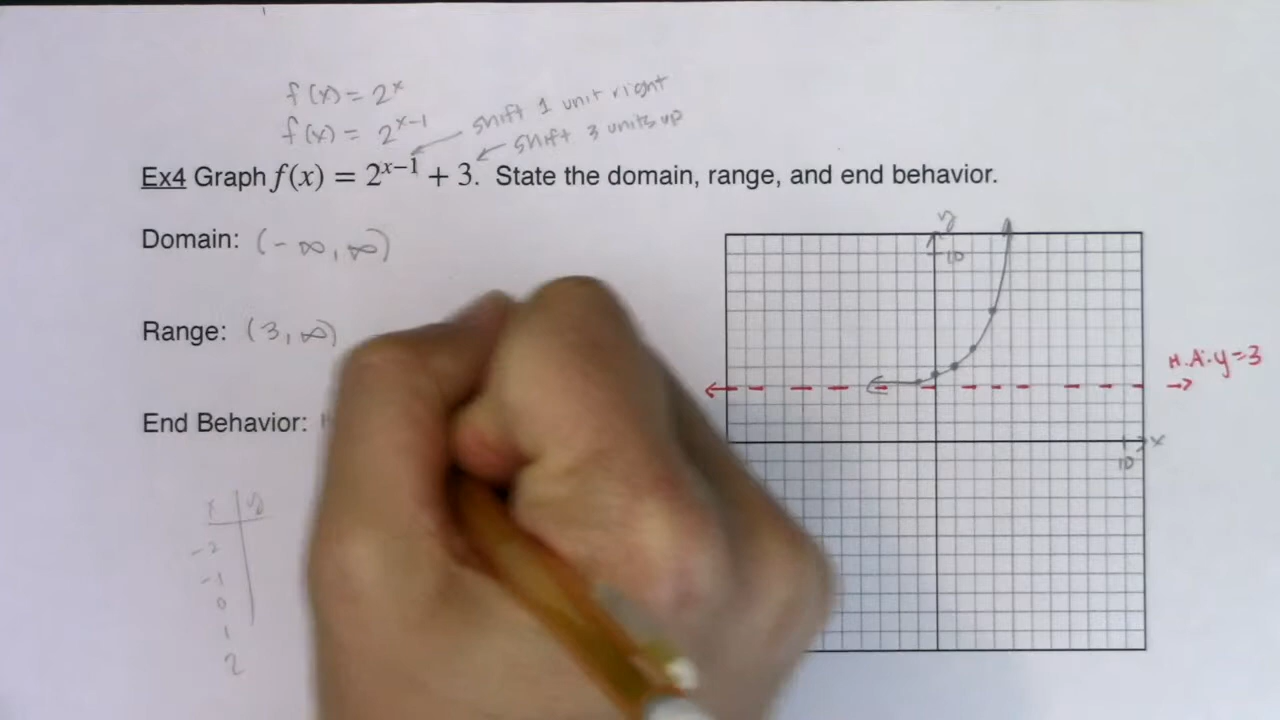 f(x) = 2^x
f(x) = 2^{x-1}
shift 1 unit right
shift 3 units up
Ex4 Graph f(x) = 2^{x−1} + 3. State the domain, range, and end behavior.
Domain: (-∞, ∞)
Range: (3, ∞)
End Behavior:
x y
-2
-1
0
1
2
y
10
H.A. y=3
x
10